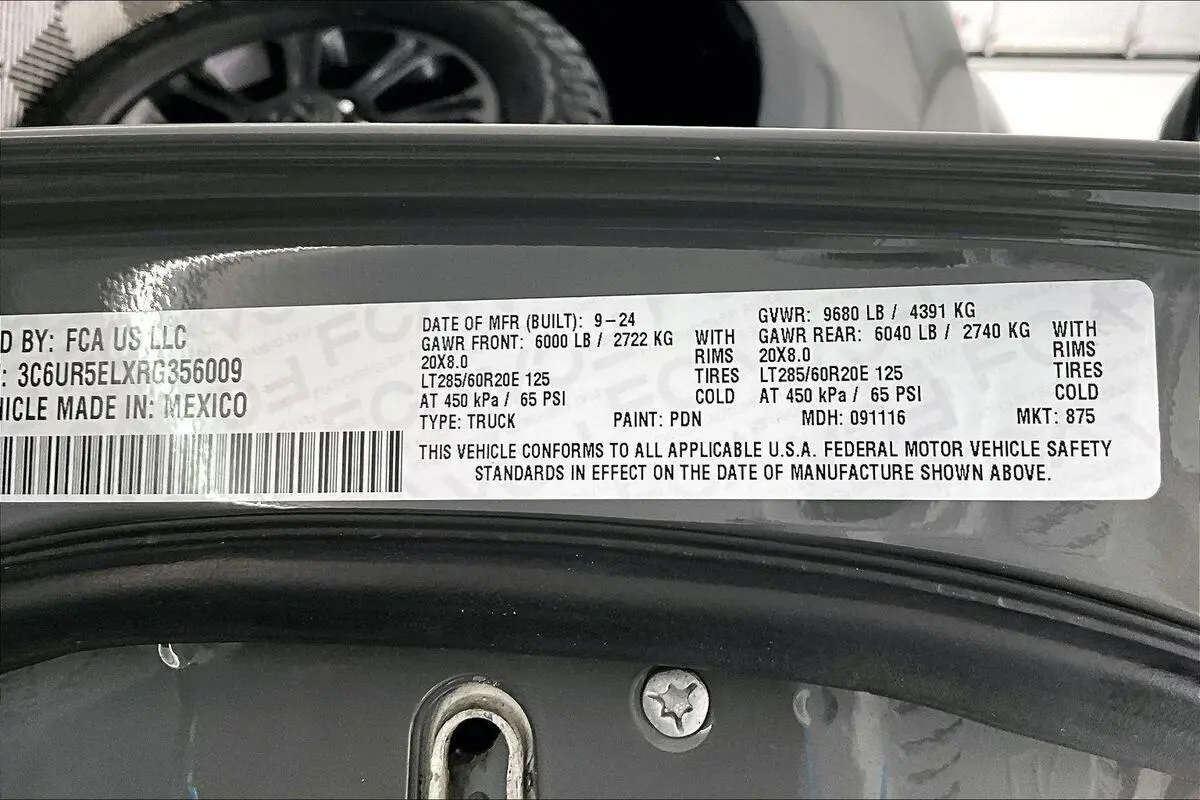 D BY: FCA US LLC
: 3C6UR5ELXRG356009
HICLE MADE IN: MEXICO
DATE OF MFR (BUILT): 9-24
GAWR FRONT: 6000 LB / 2722 KG WITH
20X8.0 RIMS
LT285/60R20E 125 TIRES
AT 450 kPa / 65 PSI COLD
GVWR: 9680 LB / 4391 KG
GAWR REAR: 6040 LB / 2740 KG WITH
20X8.0 RIMS
LT285/60R20E 125 TIRES
AT 450 kPa / 65 PSI COLD
TYPE: TRUCK PAINT: PDN MDH: 091116 MKT: 875
THIS VEHICLE CONFORMS TO ALL APPLICABLE U.S.A. FEDERAL MOTOR VEHICLE SAFETY
STANDARDS IN EFFECT ON THE DATE OF MANUFACTURE SHOWN ABOVE.